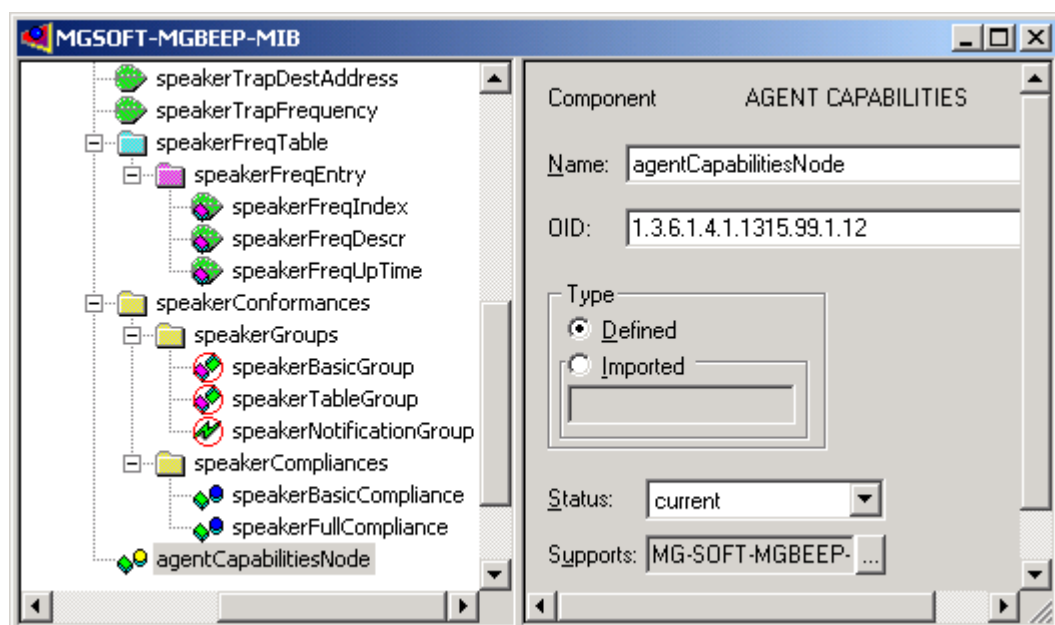 MGSOFT-MGBEEP-MIB
speakerTrapDestAddress
speakerTrapFrequency
speakerFreqTable
speakerFreqEntry
speakerFreqIndex
speakerFreqDescr
speakerFreqUpTime
speakerConformances
speakerGroups
speakerBasicGroup
speakerTableGroup
speakerNotificationGroup
speakerCompliances
speakerBasicCompliance
speakerFullCompliance
agentCapabilitiesNode
Component AGENT CAPABILITIES
Name: agentCapabilitiesNode
OID: 1.3.6.1.4.1.1315.99.1.12
Type
Defined
Imported
Status: current
Supports: MG-SOFT-MGBEEP- ...